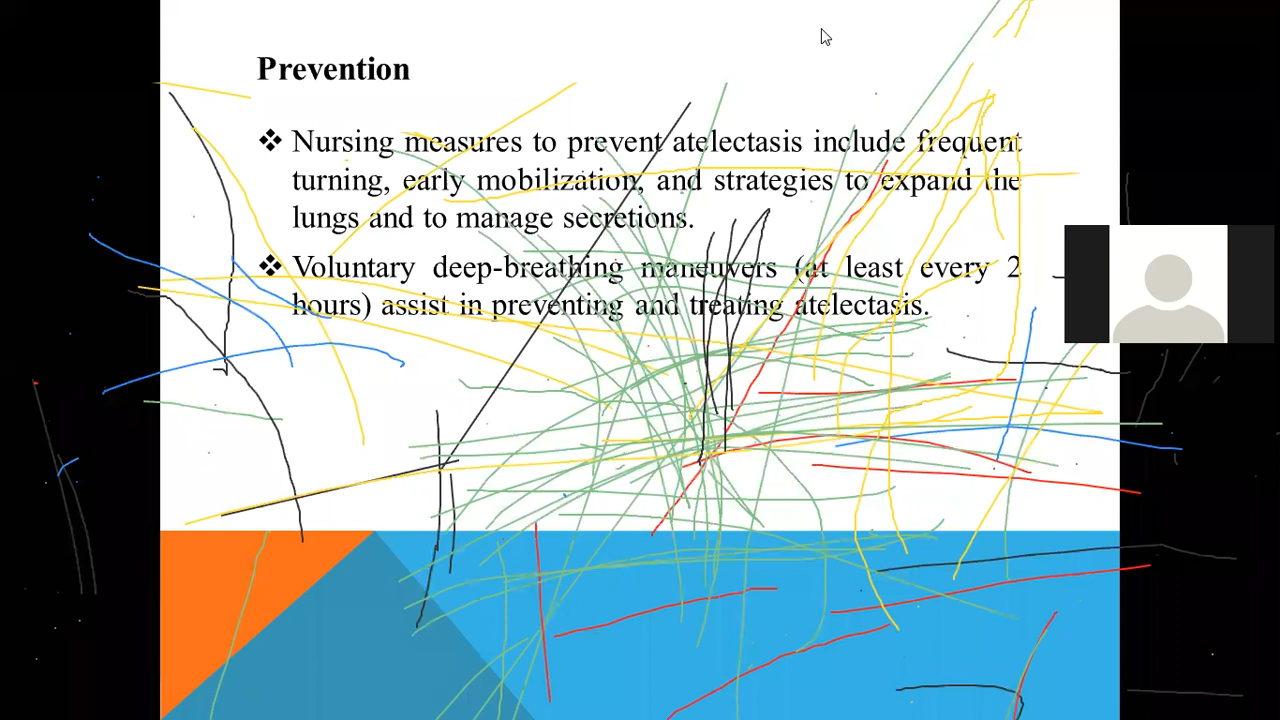 Prevention
❖ Nursing measures to prevent atelectasis include frequent
turning, early mobilization, and strategies to expand the
lungs and to manage secretions.
❖ Voluntary deep-breathing maneuvers (at least every 2
hours) assist in preventing and treating atelectasis.